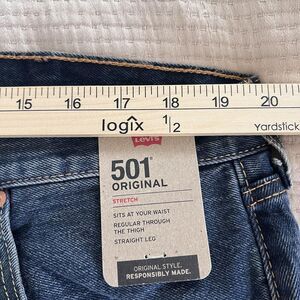 15 16 17 18 19 20
logix 1/2
Yardstick
Levi's
501®
ORIGINAL
STRETCH
SITS AT YOUR WAIST
REGULAR THROUGH
THE THIGH
STRAIGHT LEG
ORIGINAL STYLE.
RESPONSIBLY MADE.